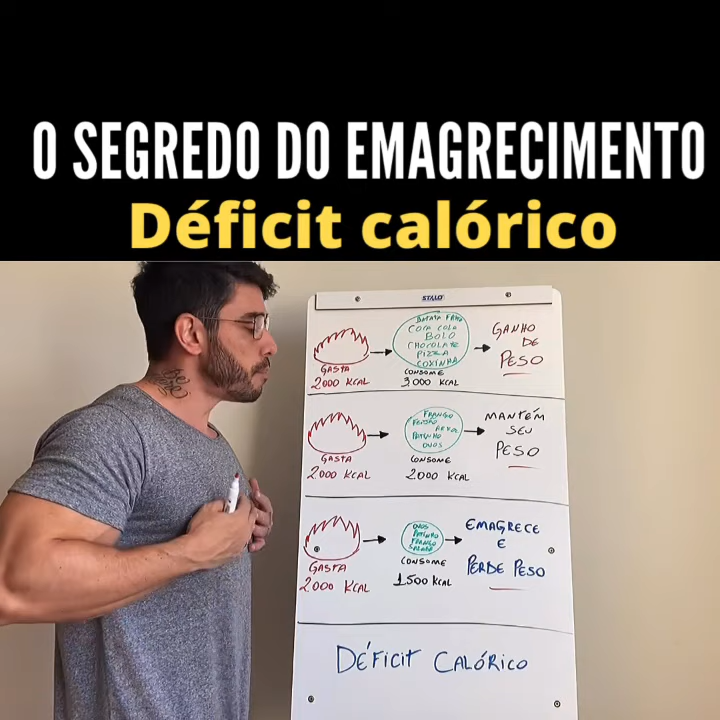 O SEGREDO DO EMAGRECIMENTO
Déficit calórico
STALO
GASTA
2000 KCAL
BATATA FRITA
COCA COLA
BOLO
CHOCOLATE
PIZZA
COXINHA
CONSOME
3000 KCAL
GANHO
DE
PESO
GASTA
2000 KCAL
FRANGO
FEIJÃO
ARROZ
PATINHO
OVOS
CONSOME
2000 KCAL
MANTÉM
SEU
PESO
GASTA
2000 KCAL
OVOS
PATINHO
FRANGO
SALADA
CONSOME
1500 KCAL
EMAGRECE
E
PERDE PESO
DÉFICIT CALÓRICO